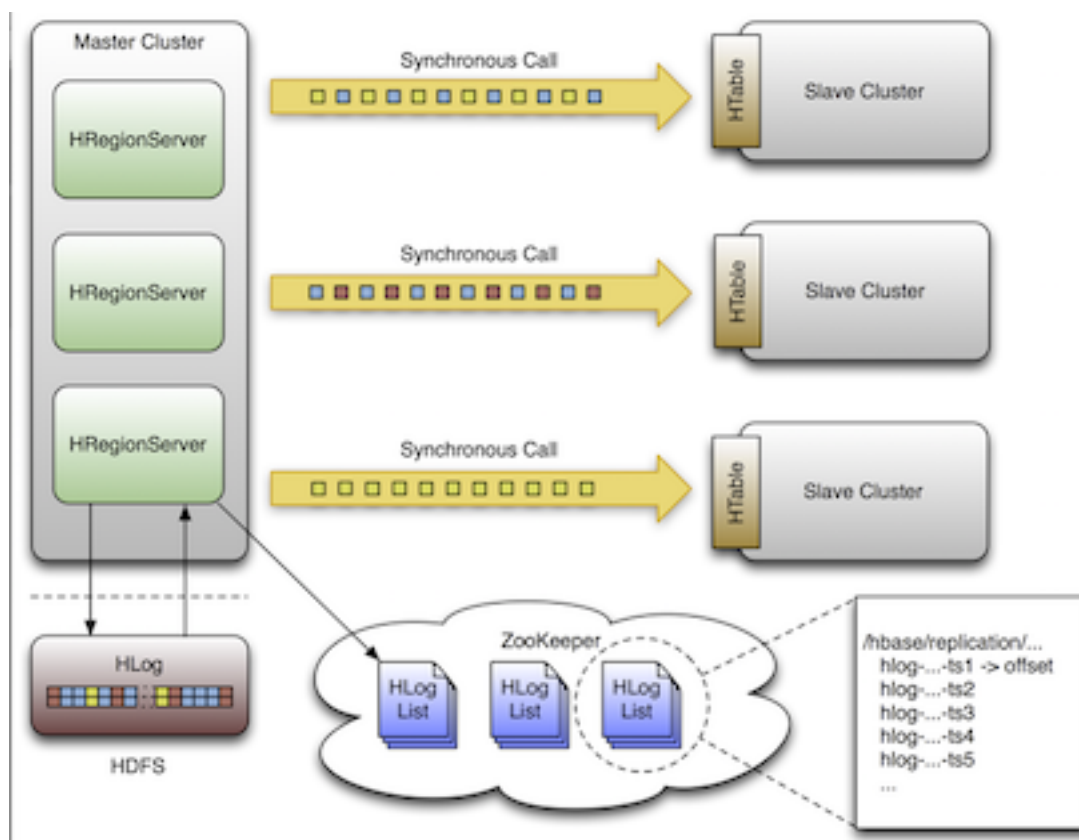 Master Cluster
HRegionServer
HRegionServer
HRegionServer
Synchronous Call
HTable
Slave Cluster
Synchronous Call
HTable
Slave Cluster
Synchronous Call
HTable
Slave Cluster
HLog
HDFS
ZooKeeper
HLog
List
HLog
List
HLog
List
/hbase/replication/...
hlog-...-ts1 -> offset
hlog-...-ts2
hlog-...-ts3
hlog-...-ts4
hlog-...-ts5
...